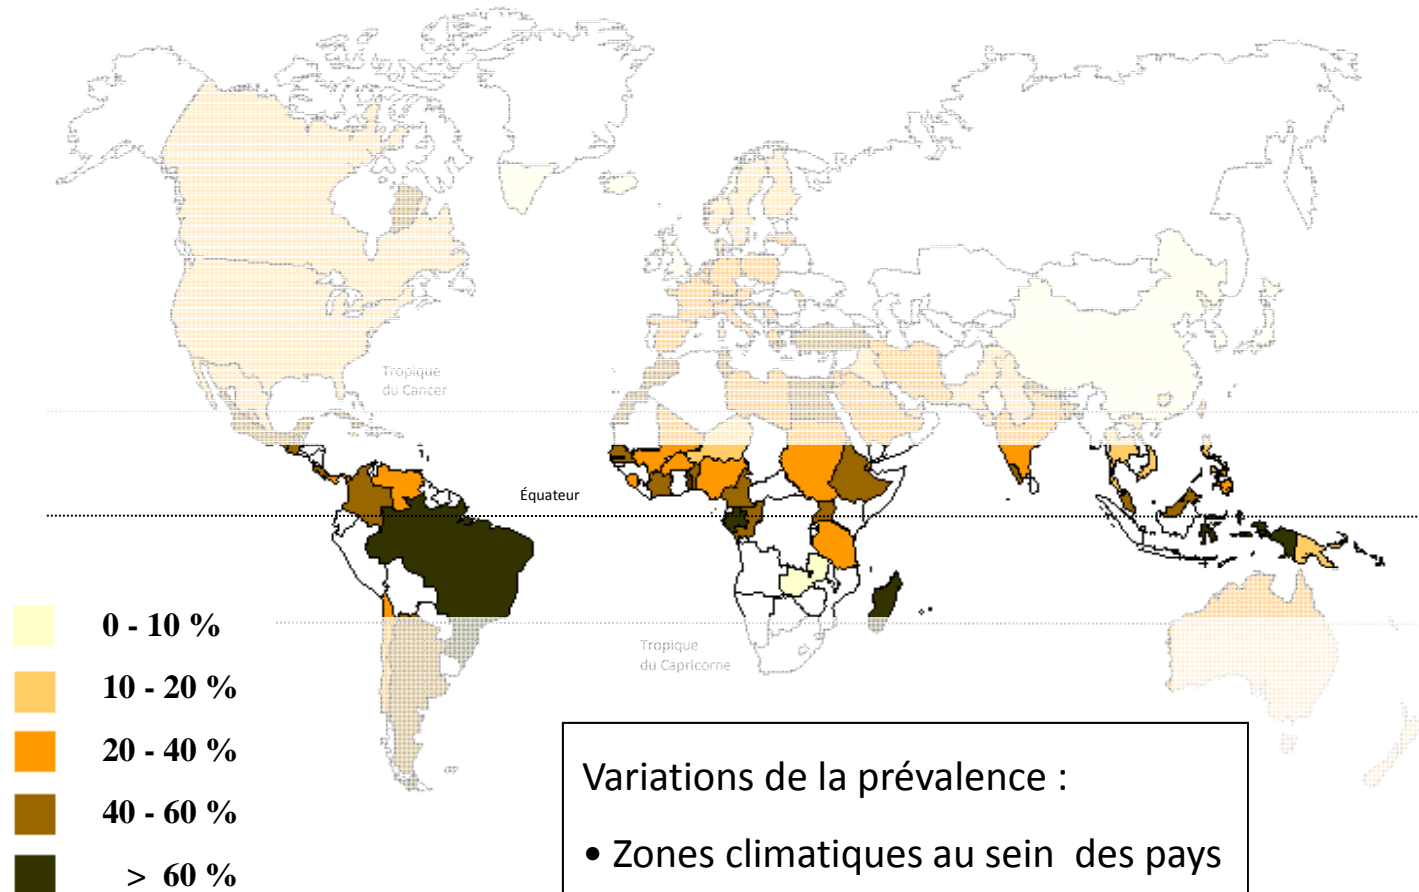 Tropique
du Cancer
Équateur
Tropique
du Capricorne
0 - 10 %
10 - 20 %
20 - 40 %
40 - 60 %
> 60 %
Variations de la prévalence :
• Zones climatiques au sein des pays